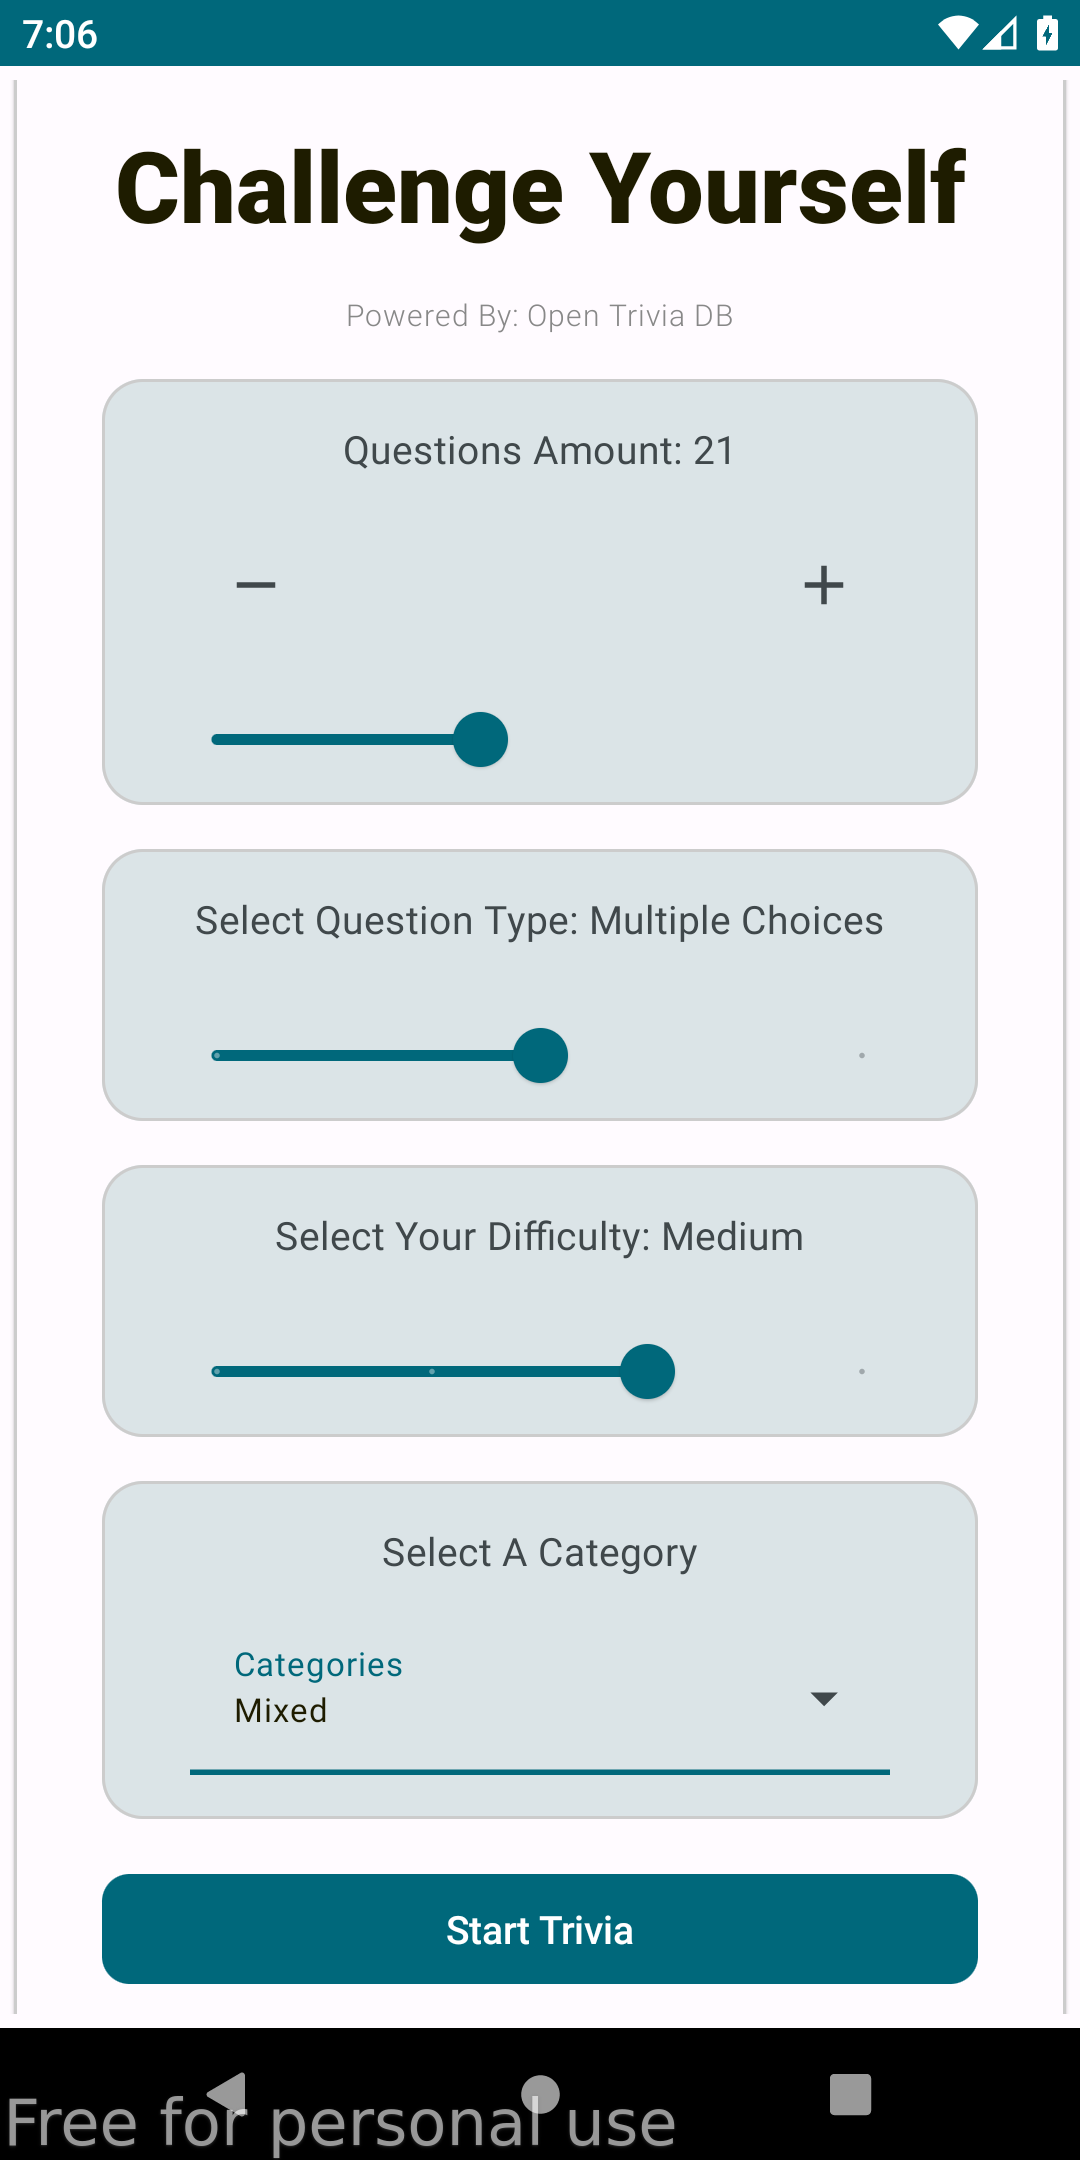 7:06
Challenge Yourself
Powered By: Open Trivia DB
Questions Amount: 21
Select Question Type: Multiple Choices
Select Your Difficulty: Medium
Select A Category
Categories
Mixed
Start Trivia
Free for personal use